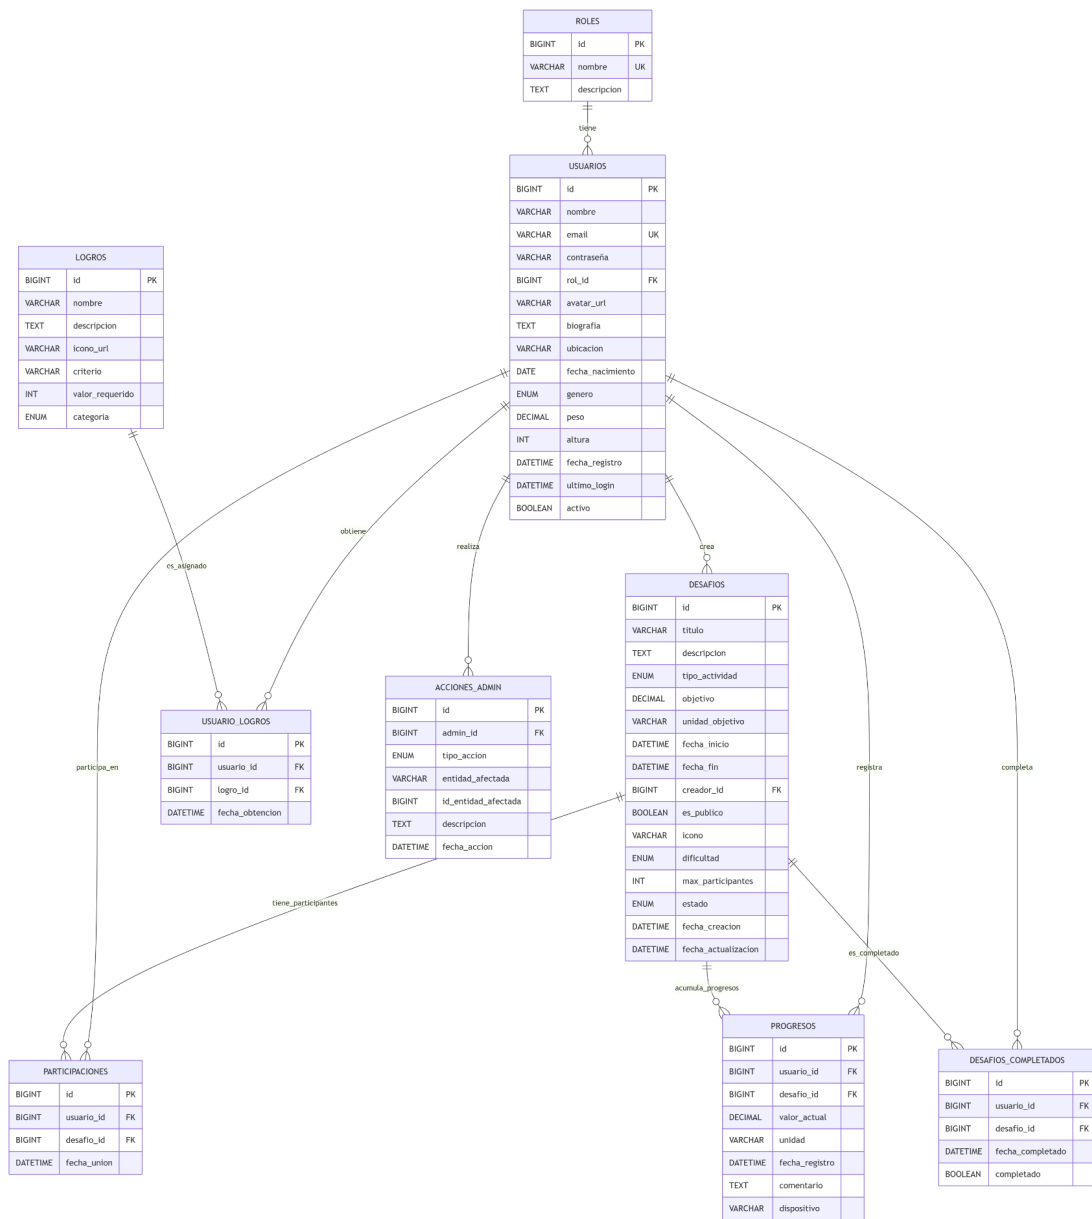 ROLES
BIGINT id PK
VARCHAR nombre UK
TEXT descripcion
tiene
USUARIOS
BIGINT id PK
VARCHAR nombre
VARCHAR email UK
VARCHAR contraseña
BIGINT rol_id FK
VARCHAR avatar_url
TEXT biografia
VARCHAR ubicacion
DATE fecha_nacimiento
ENUM genero
DECIMAL peso
INT altura
DATETIME fecha_registro
DATETIME ultimo_login
BOOLEAN activo
LOGROS
BIGINT id PK
VARCHAR nombre
TEXT descripcion
VARCHAR icono_url
VARCHAR criterio
INT valor_requerido
ENUM categoria
obtiene
realiza
crea
es_asignado
DESAFIOS
BIGINT id PK
VARCHAR titulo
TEXT descripcion
ENUM tipo_actividad
DECIMAL objetivo
VARCHAR unidad_objetivo
DATETIME fecha_inicio
DATETIME fecha_fin
BIGINT creador_id FK
BOOLEAN es_publico
VARCHAR icono
ENUM dificultad
INT max_participantes
ENUM estado
DATETIME fecha_creacion
DATETIME fecha_actualizacion
ACCIONES_ADMIN
BIGINT id PK
BIGINT admin_id FK
ENUM tipo_accion
VARCHAR entidad_afectada
BIGINT id_entidad_afectada
TEXT descripcion
DATETIME fecha_accion
USUARIO_LOGROS
BIGINT id PK
BIGINT usuario_id FK
BIGINT logro_id FK
DATETIME fecha_obtencion
participa_en
registra
completa
tiene_participantes
es_completado
acumula_progresos
PROGRESOS
BIGINT id PK
BIGINT usuario_id FK
BIGINT desafio_id FK
DECIMAL valor_actual
VARCHAR unidad
DATETIME fecha_registro
TEXT comentario
VARCHAR dispositivo
DESAFIOS_COMPLETADOS
BIGINT id PK
BIGINT usuario_id FK
BIGINT desafio_id FK
DATETIME fecha_completado
BOOLEAN completado
PARTICIPACIONES
BIGINT id PK
BIGINT usuario_id FK
BIGINT desafio_id FK
DATETIME fecha_union